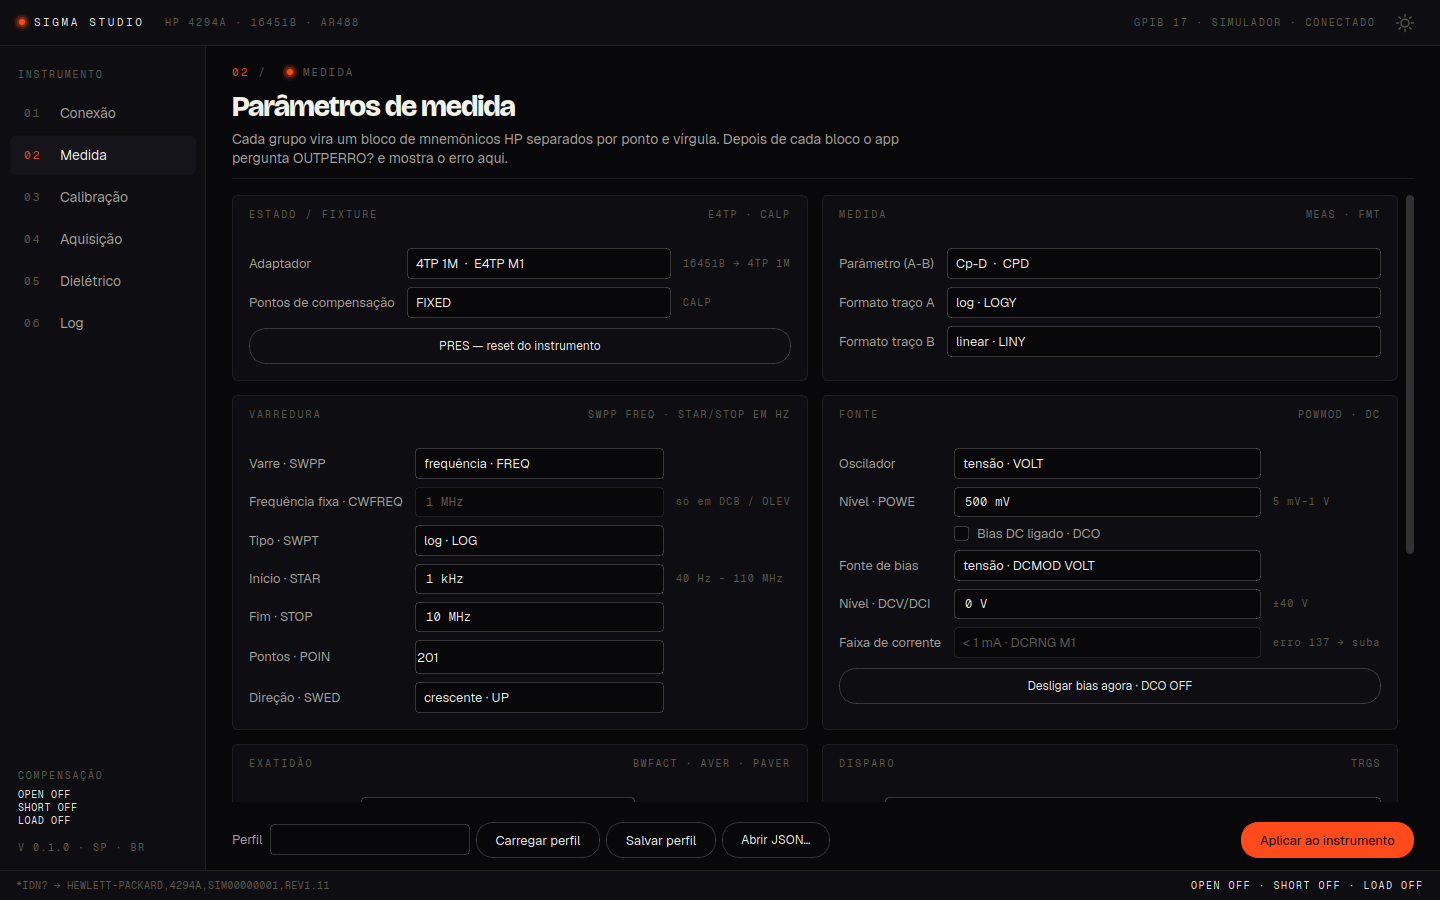 SIGMA STUDIO
HP 4294A · 16451B · AR488
GPIB 17 · SIMULADOR · CONECTADO
INSTRUMENTO
01 Conexão
02 Medida
03 Calibração
04 Aquisição
05 Dielétrico
06 Log
COMPENSAÇÃO
OPEN OFF
SHORT OFF
LOAD OFF
V 0.1.0 · SP · BR
02 / MEDIDA
Parâmetros de medida
Cada grupo vira um bloco de mnemônicos HP separados por ponto e vírgula. Depois de cada bloco o app
pergunta OUTPERRO? e mostra o erro aqui.
ESTADO / FIXTURE E4TP · CALP
Adaptador 4TP 1M · E4TP M1 16451B → 4TP 1M
Pontos de compensação FIXED CALP
PRES — reset do instrumento
MEDIDA MEAS · FMT
Parâmetro (A-B) Cp-D · CPD
Formato traço A log · LOGY
Formato traço B linear · LINY
VARREDURA SWPP FREQ · STAR/STOP EM HZ
Varre · SWPP frequência · FREQ
Frequência fixa · CWFREQ 1 MHz só em DCB / OLEV
Tipo · SWPT log · LOG
Início · STAR 1 kHz 40 Hz – 110 MHz
Fim · STOP 10 MHz
Pontos · POIN 201
Direção · SWED crescente · UP
FONTE POWMOD · DC
Oscilador tensão · VOLT
Nível · POWE 500 mV 5 mV–1 V
Bias DC ligado · DCO
Fonte de bias tensão · DCMOD VOLT
Nível · DCV/DCI 0 V ±40 V
Faixa de corrente < 1 mA · DCRNG M1 erro 137 → suba
Desligar bias agora · DCO OFF
EXATIDÃO BWFACT · AVER · PAVER
DISPARO TRGS
Perfil Carregar perfil Salvar perfil Abrir JSON… Aplicar ao instrumento
*IDN? → HEWLETT-PACKARD,4294A,SIM00000001,REV1.11
OPEN OFF · SHORT OFF · LOAD OFF